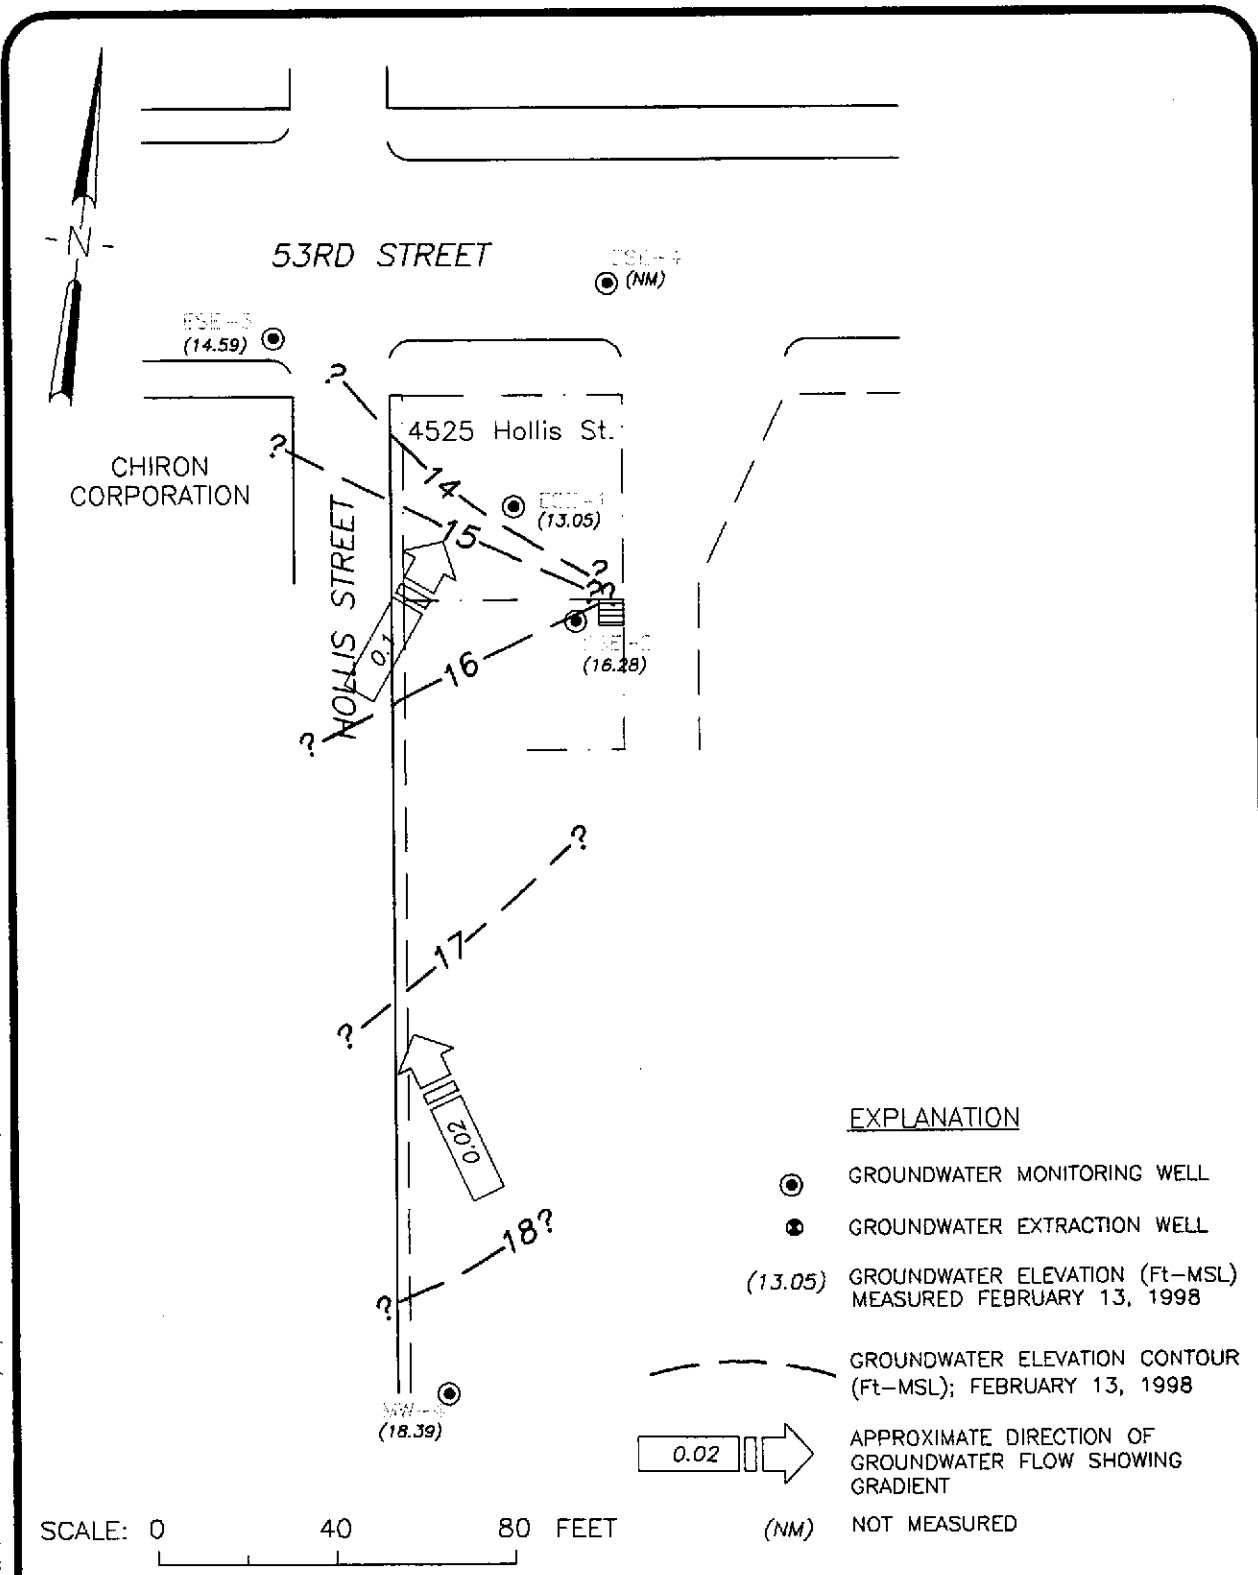 N
53RD STREET
(NM)
(14.59)
?
4525 Hollis St.
?
CHIRON
CORPORATION
14
(13.05)
15
HOLLIS STREET
?
?
?
0.1
16
(16.28)
?
?
17
?
0.02
18?
?
(18.39)
EXPLANATION
GROUNDWATER MONITORING WELL
GROUNDWATER EXTRACTION WELL
(13.05) GROUNDWATER ELEVATION (Ft-MSL)
MEASURED FEBRUARY 13, 1998
GROUNDWATER ELEVATION CONTOUR
(Ft-MSL); FEBRUARY 13, 1998
0.02
APPROXIMATE DIRECTION OF
GROUNDWATER FLOW SHOWING
GRADIENT
(NM) NOT MEASURED
SCALE: 0 40 80 FEET